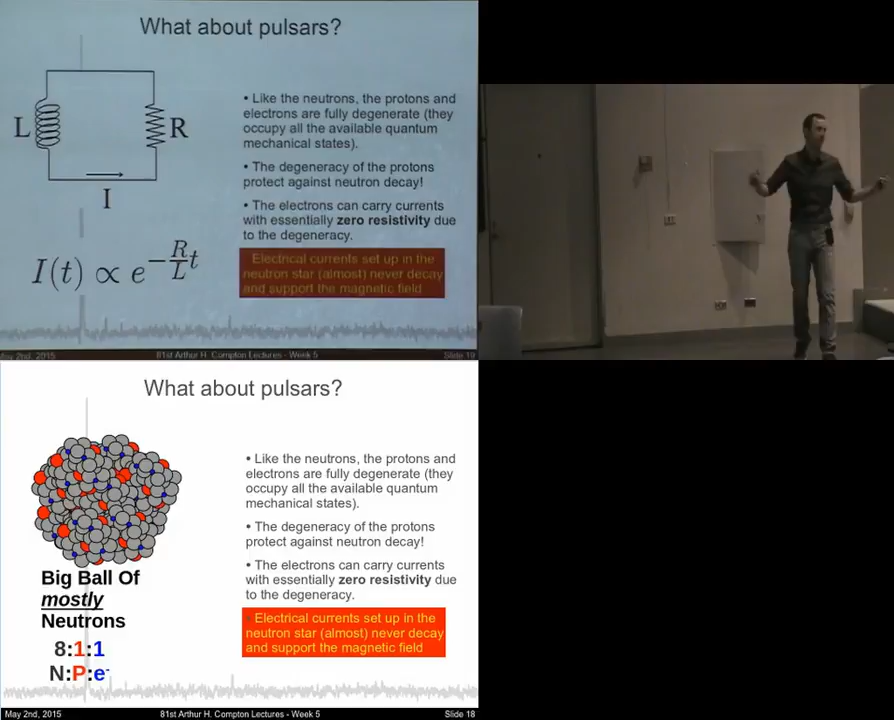 What about pulsars?
L
R
I
I(t) ∝ e^{-\frac{R}{L}t}
• Like the neutrons, the protons and
electrons are fully degenerate (they
occupy all the available quantum
mechanical states).
• The degeneracy of the protons
protect against neutron decay!
• The electrons can carry currents
with essentially zero resistivity due
to the degeneracy.
Electrical currents set up in the
neutron star (almost) never decay
and support the magnetic field
May 2nd, 2015
81st Arthur H. Compton Lectures - Week 5
Slide 19
What about pulsars?
Big Ball Of
mostly
Neutrons
8:1:1
N:P:e⁻
• Like the neutrons, the protons and
electrons are fully degenerate (they
occupy all the available quantum
mechanical states).
• The degeneracy of the protons
protect against neutron decay!
• The electrons can carry currents
with essentially zero resistivity due
to the degeneracy.
• Electrical currents set up in the
neutron star (almost) never decay
and support the magnetic field
May 2nd, 2015
81st Arthur H. Compton Lectures - Week 5
Slide 18